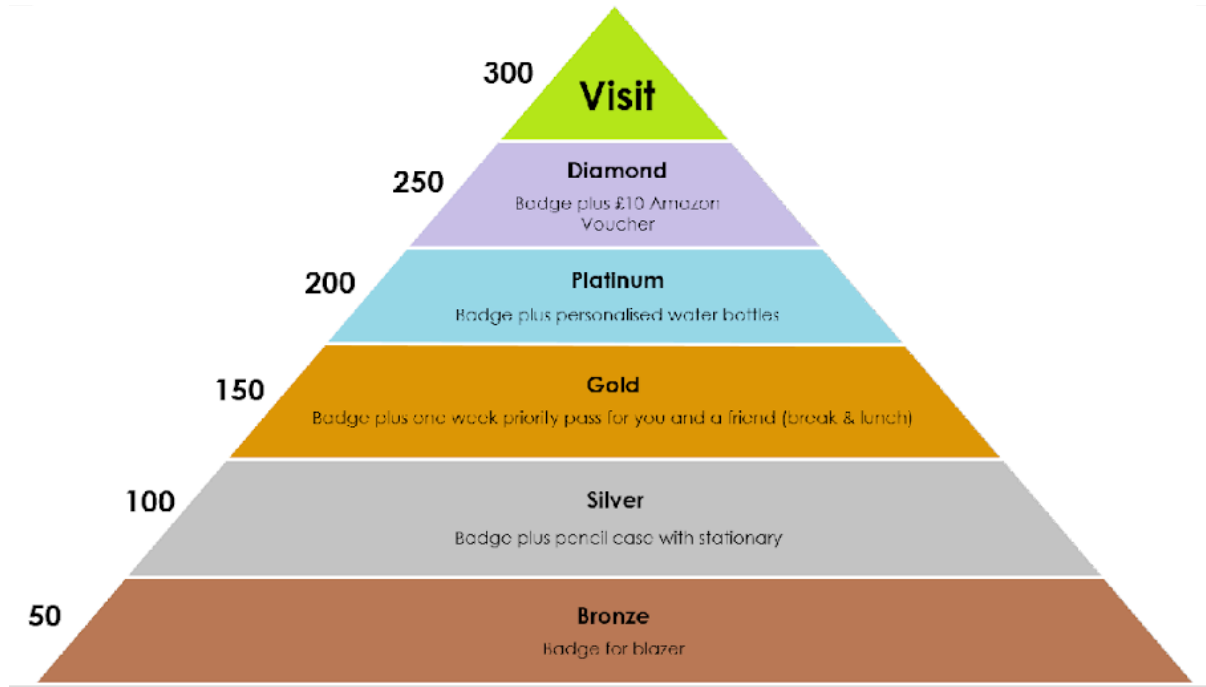 300
Visit
250
Diamond
Badge plus £10 Amazon
Voucher
200
Platinum
Badge plus personalised water bottles
150
Gold
Badge plus one week priority pass for you and a friend (break & lunch)
100
Silver
Badge plus pencil case with stationary
50
Bronze
Badge for blazer